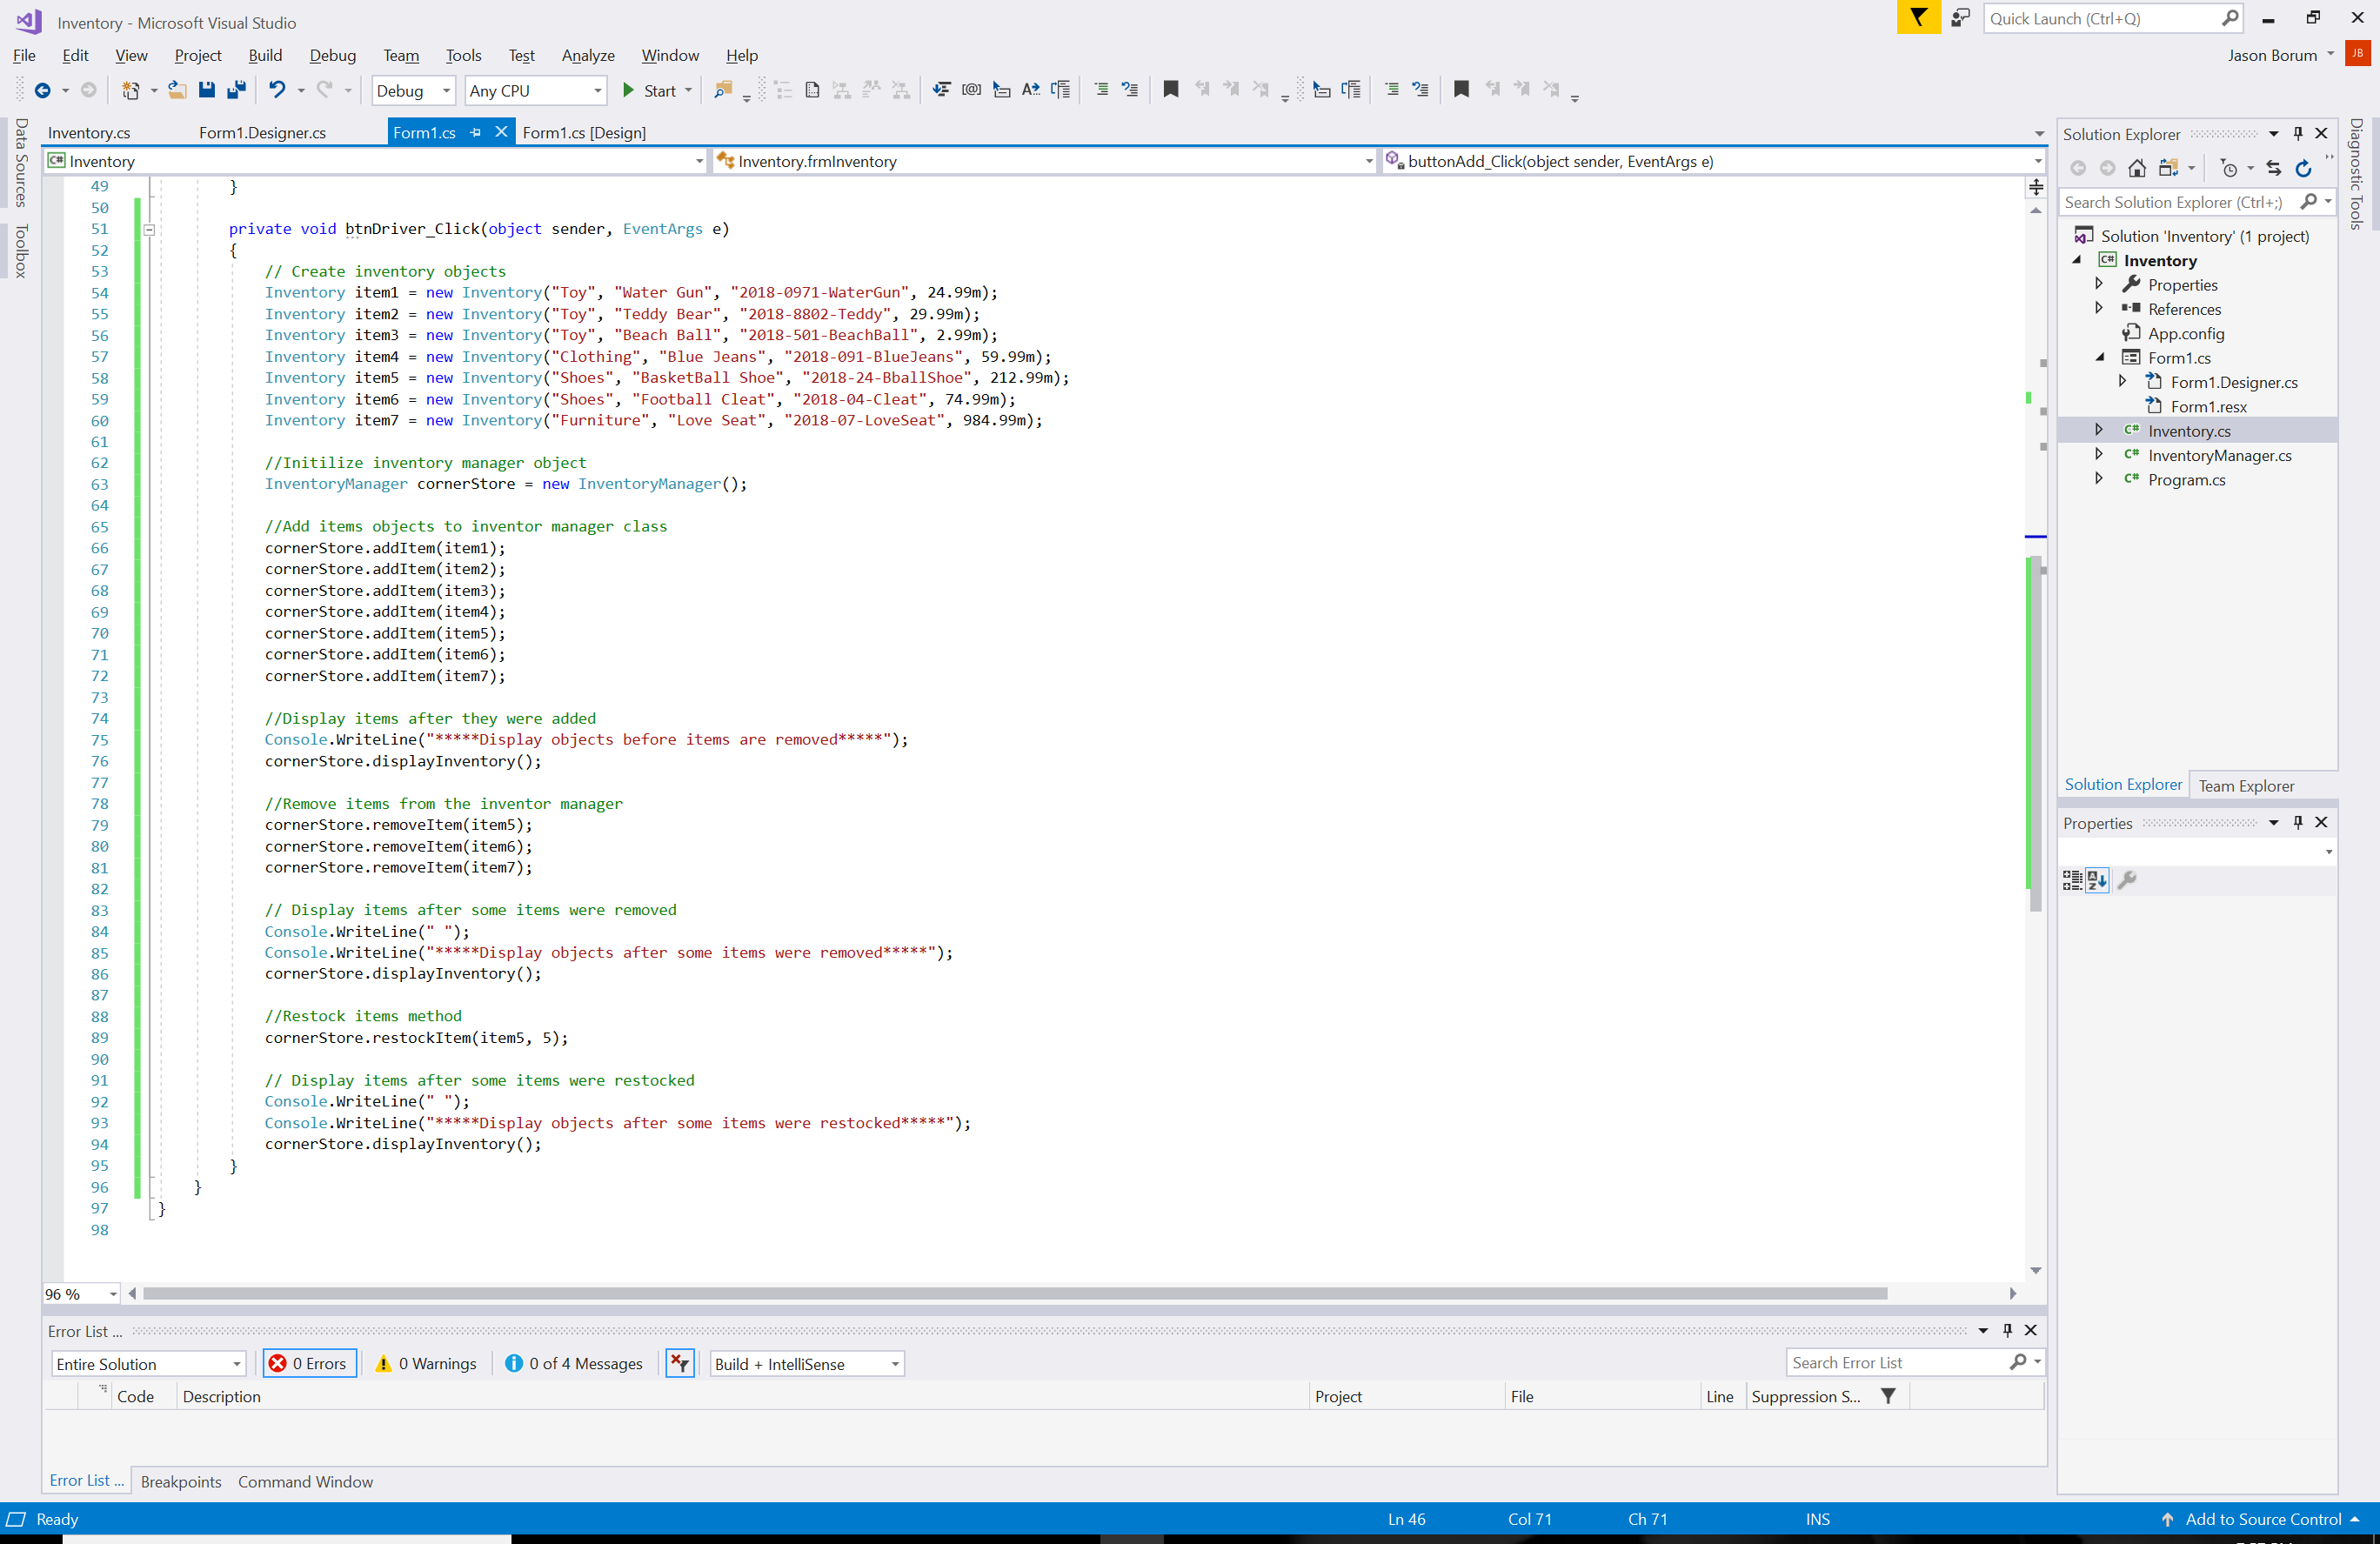 Inventory - Microsoft Visual Studio
Quick Launch (Ctrl+Q)
File Edit View Project Build Debug Team Tools Test Analyze Window Help
Jason Borum JB
Debug Any CPU Start
Data Sources
Toolbox
Inventory.cs Form1.Designer.cs Form1.cs Form1.cs [Design]
C# Inventory Inventory.frmInventory buttonAdd_Click(object sender, EventArgs e)
49 }
50
51 private void btnDriver_Click(object sender, EventArgs e)
52 {
53 // Create inventory objects
54 Inventory item1 = new Inventory("Toy", "Water Gun", "2018-0971-WaterGun", 24.99m);
55 Inventory item2 = new Inventory("Toy", "Teddy Bear", "2018-8802-Teddy", 29.99m);
56 Inventory item3 = new Inventory("Toy", "Beach Ball", "2018-501-BeachBall", 2.99m);
57 Inventory item4 = new Inventory("Clothing", "Blue Jeans", "2018-091-BlueJeans", 59.99m);
58 Inventory item5 = new Inventory("Shoes", "BasketBall Shoe", "2018-24-BballShoe", 212.99m);
59 Inventory item6 = new Inventory("Shoes", "Football Cleat", "2018-04-Cleat", 74.99m);
60 Inventory item7 = new Inventory("Furniture", "Love Seat", "2018-07-LoveSeat", 984.99m);
61
62 //Initilize inventory manager object
63 InventoryManager cornerStore = new InventoryManager();
64
65 //Add items objects to inventor manager class
66 cornerStore.addItem(item1);
67 cornerStore.addItem(item2);
68 cornerStore.addItem(item3);
69 cornerStore.addItem(item4);
70 cornerStore.addItem(item5);
71 cornerStore.addItem(item6);
72 cornerStore.addItem(item7);
73
74 //Display items after they were added
75 Console.WriteLine("*****Display objects before items are removed*****");
76 cornerStore.displayInventory();
77
78 //Remove items from the inventor manager
79 cornerStore.removeItem(item5);
80 cornerStore.removeItem(item6);
81 cornerStore.removeItem(item7);
82
83 // Display items after some items were removed
84 Console.WriteLine(" ");
85 Console.WriteLine("*****Display objects after some items were removed*****");
86 cornerStore.displayInventory();
87
88 //Restock items method
89 cornerStore.restockItem(item5, 5);
90
91 // Display items after some items were restocked
92 Console.WriteLine(" ");
93 Console.WriteLine("*****Display objects after some items were restocked*****");
94 cornerStore.displayInventory();
95 }
96 }
97 }
98
96 %
Solution Explorer
Search Solution Explorer (Ctrl+;)
Solution 'Inventory' (1 project)
C# Inventory
Properties
References
App.config
Form1.cs
Form1.Designer.cs
Form1.resx
C# Inventory.cs
C# InventoryManager.cs
C# Program.cs
Solution Explorer Team Explorer
Properties
Diagnostic Tools
Error List ...
Entire Solution 0 Errors 0 Warnings 0 of 4 Messages Build + IntelliSense Search Error List
Code Description Project File Line Suppression S...
Error List ... Breakpoints Command Window
Ready Ln 46 Col 71 Ch 71 INS Add to Source Control